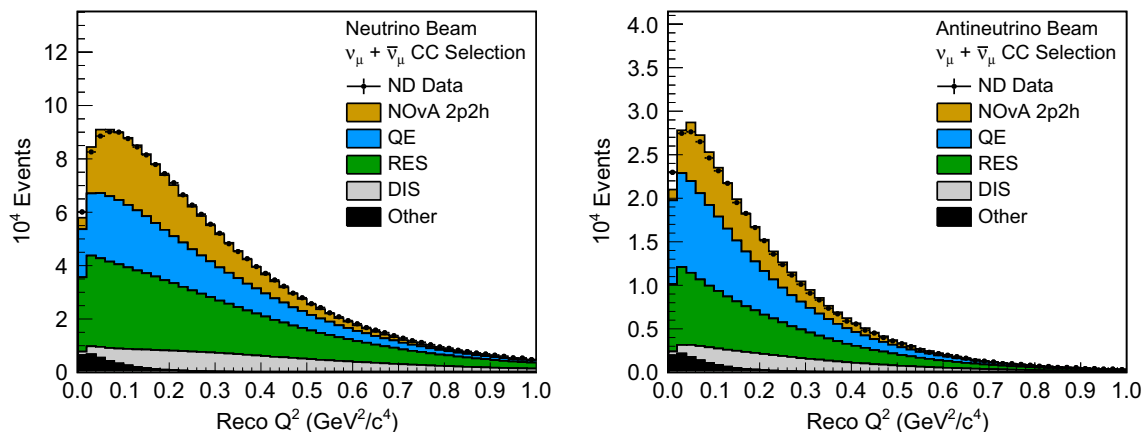 Neutrino Beam
νμ + ν̅μ CC Selection
ND Data
NOvA 2p2h
QE
RES
DIS
Other
12
10
8
6
4
2
0
10⁴ Events
0.0 0.1 0.2 0.3 0.4 0.5 0.6 0.7 0.8 0.9 1.0
Reco Q² (GeV²/c⁴)
Antineutrino Beam
νμ + ν̅μ CC Selection
ND Data
NOvA 2p2h
QE
RES
DIS
Other
4.0
3.5
3.0
2.5
2.0
1.5
1.0
0.5
0.0
10⁴ Events
0.0 0.1 0.2 0.3 0.4 0.5 0.6 0.7 0.8 0.9 1.0
Reco Q² (GeV²/c⁴)